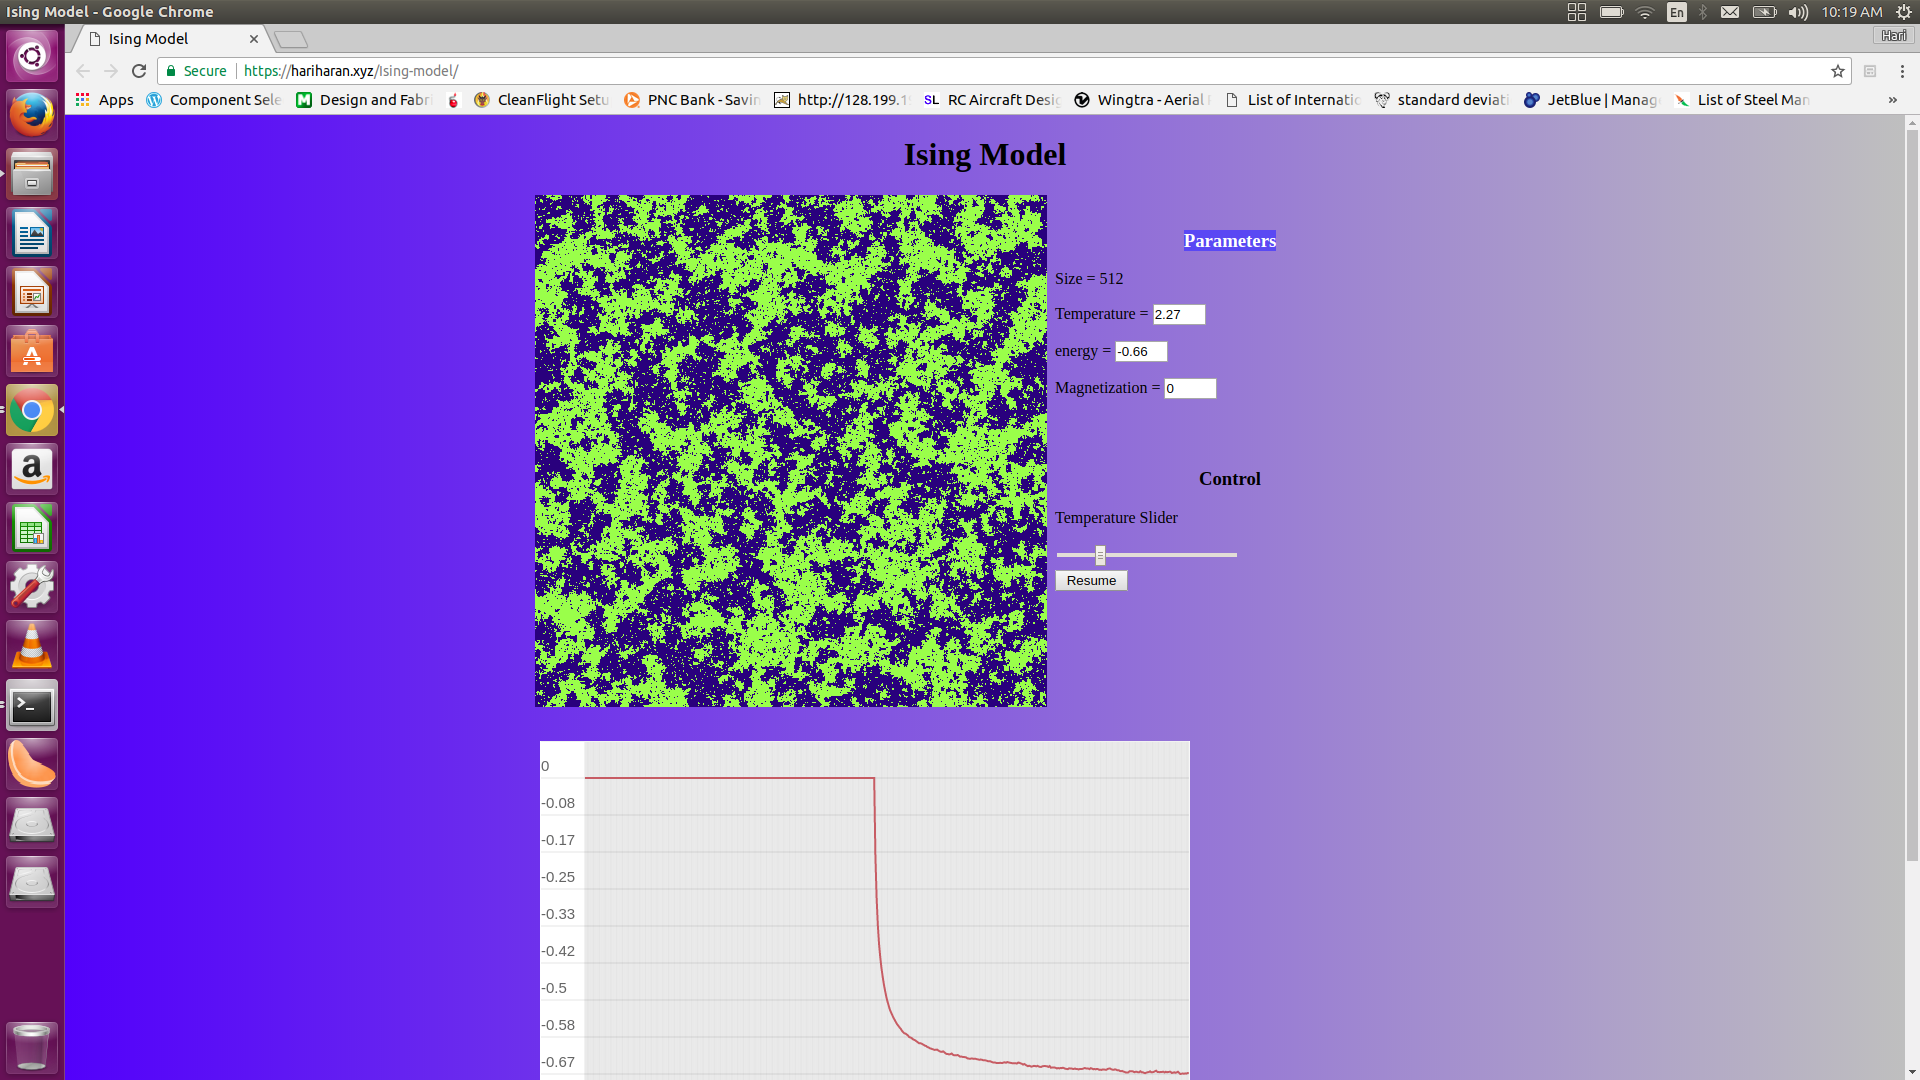 Ising Model - Google Chrome
En
10:19 AM
Ising Model
Hari
Secure
https://hariharan.xyz/Ising-model/
Apps
Component Sele
Design and Fabri
CleanFlight Setu
PNC Bank - Savin
http://128.199.1
SL RC Aircraft Desig
Wingtra - Aerial
List of Internatio
standard deviati
JetBlue | Manag
List of Steel Man
»
Ising Model
Parameters
Size = 512
Temperature = 2.27
energy = -0.66
Magnetization = 0
Control
Temperature Slider
Resume
0
-0.08
-0.17
-0.25
-0.33
-0.42
-0.5
-0.58
-0.67